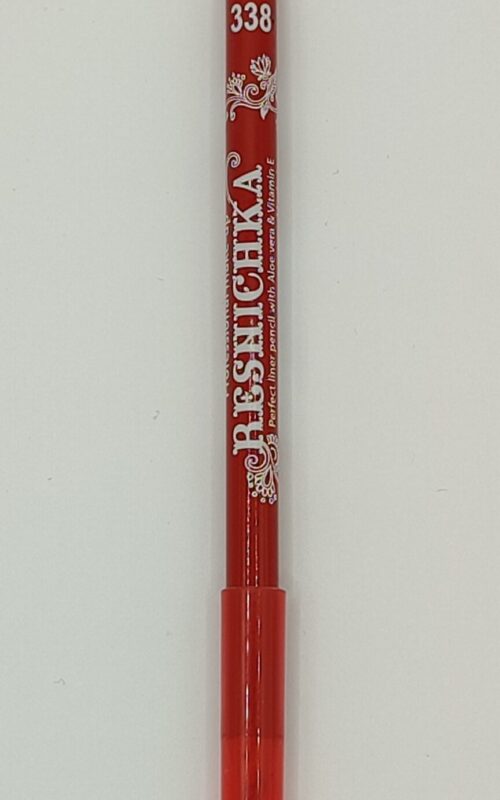 338
RESNICHKA
Perfect liner pencil with Aloe vera & Vitamin E